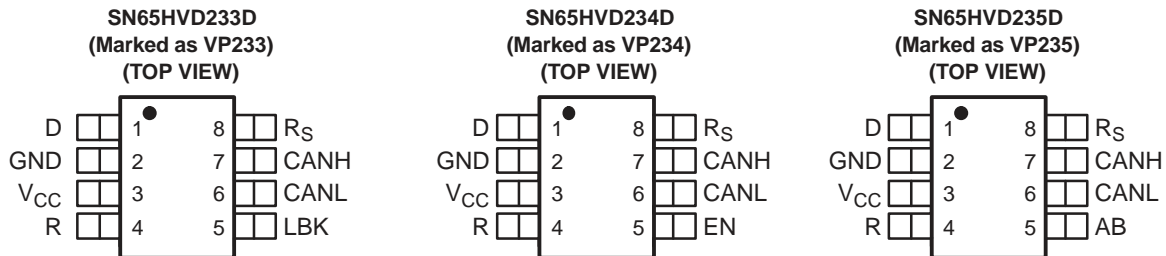 SN65HVD233D
(Marked as VP233)
(TOP VIEW)
D 1 8 RS
GND 2 7 CANH
VCC 3 6 CANL
R 4 5 LBK
SN65HVD234D
(Marked as VP234)
(TOP VIEW)
D 1 8 RS
GND 2 7 CANH
VCC 3 6 CANL
R 4 5 EN
SN65HVD235D
(Marked as VP235)
(TOP VIEW)
D 1 8 RS
GND 2 7 CANH
VCC 3 6 CANL
R 4 5 AB